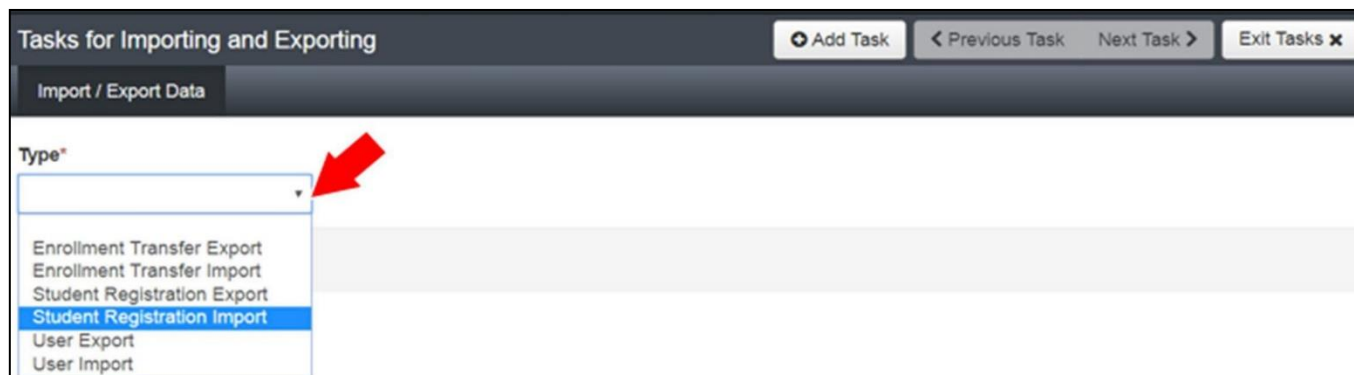 Tasks for Importing and Exporting
Add Task
Previous Task Next Task
Exit Tasks x
Import / Export Data
Type*
Enrollment Transfer Export
Enrollment Transfer Import
Student Registration Export
Student Registration Import
User Export
User Import